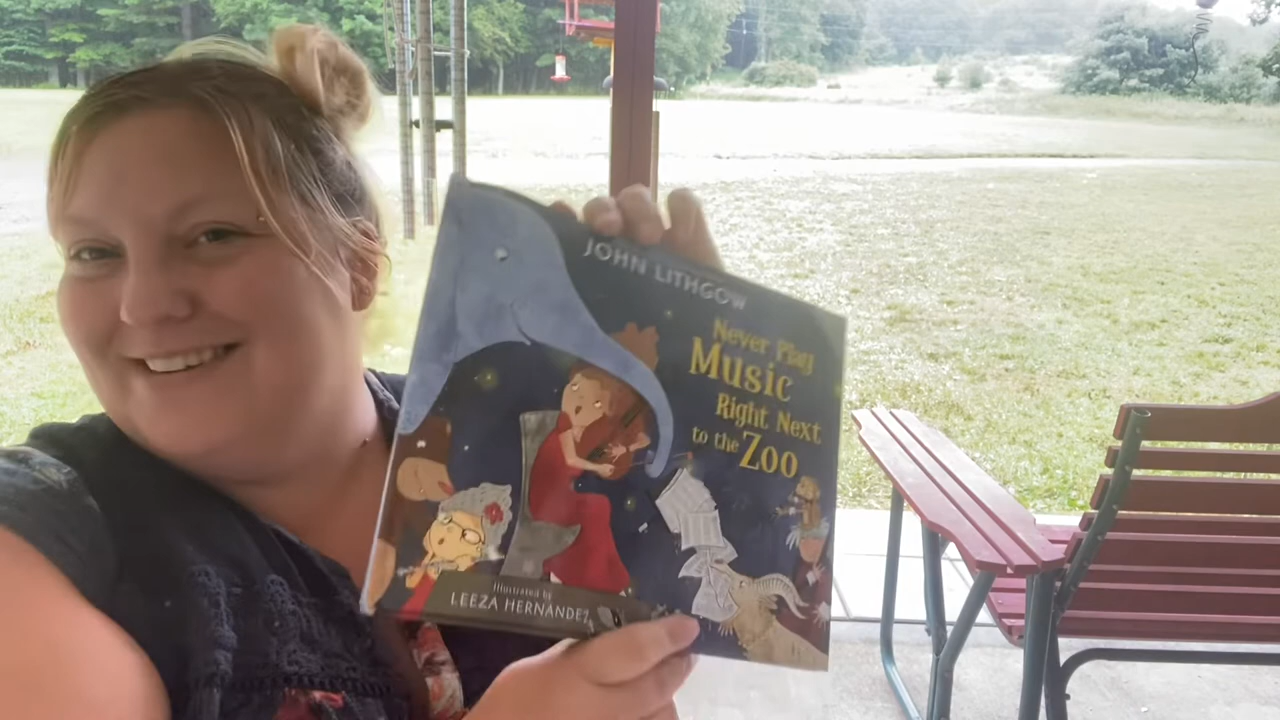 JOHN LITHGOW
Never Play
Music
Right Next
to the Zoo
Illustrated by
LEEZA HERNANDEZ